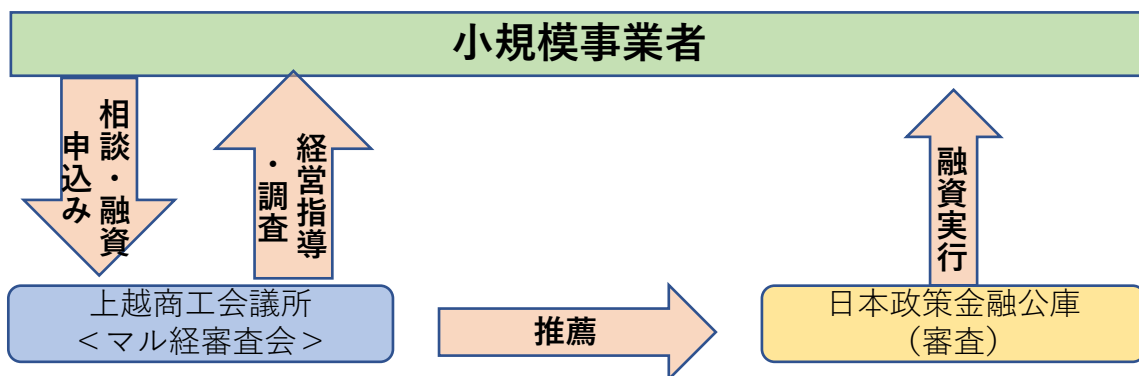 小規模事業者
相談・融資
申込み
経営指導
・調査
融資実行
上越商工会議所
＜マル経審査会＞
推薦
日本政策金融公庫
（審査）